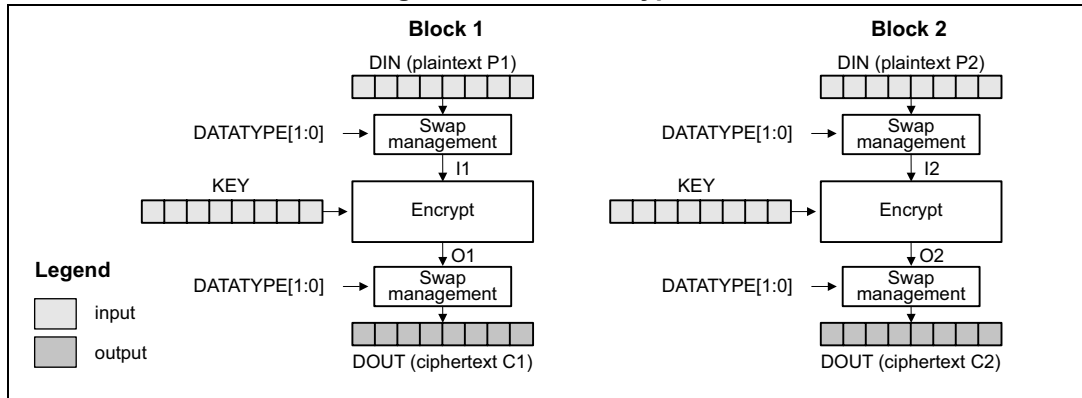 Block 1
DIN (plaintext P1)
DATATYPE[1:0]
Swap
management
I1
KEY
Encrypt
O1
DATATYPE[1:0]
Swap
management
DOUT (ciphertext C1)
Block 2
DIN (plaintext P2)
DATATYPE[1:0]
Swap
management
I2
KEY
Encrypt
O2
DATATYPE[1:0]
Swap
management
DOUT (ciphertext C2)
Legend
input
output